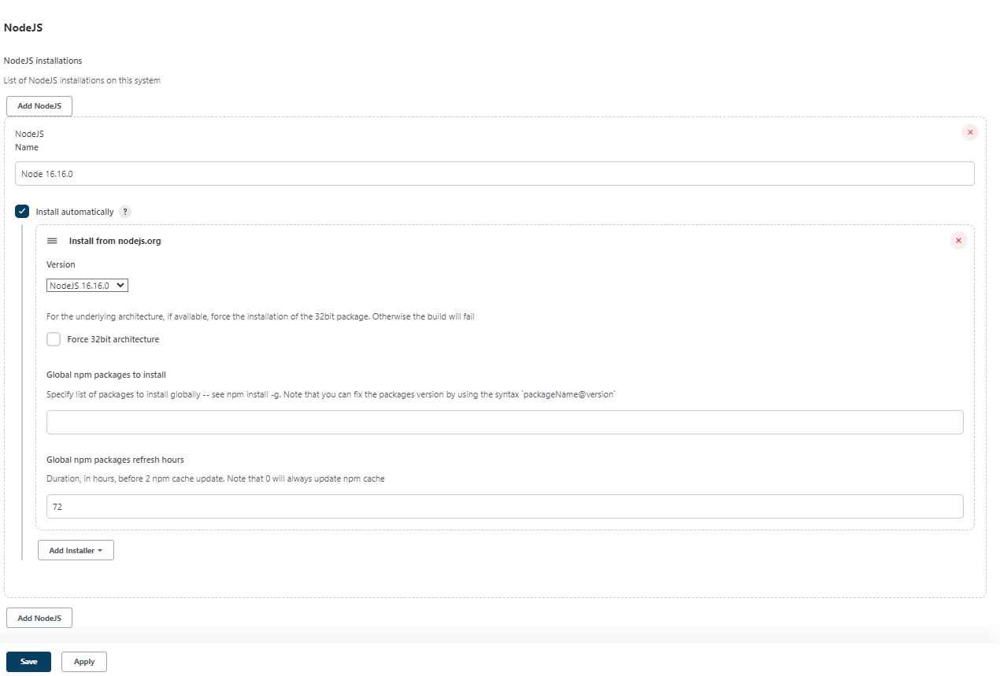 NodeJS
NodeJS installations
List of NodeJS installations on this system
Add NodeJS
NodeJS
Name
Node 16.16.0
Install automatically ?
Install from nodejs.org
Version
NodeJS 16.16.0
For the underlying architecture, if available, force the installation of the 32bit package. Otherwise the build will fail
Force 32bit architecture
Global npm packages to install
Specify list of packages to install globally -- see npm install -g. Note that you can fix the packages version by using the syntax `packageName@version`
Global npm packages refresh hours
Duration, in hours, before 2 npm cache update. Note that 0 will always update npm cache
72
Add Installer
Add NodeJS
Save Apply